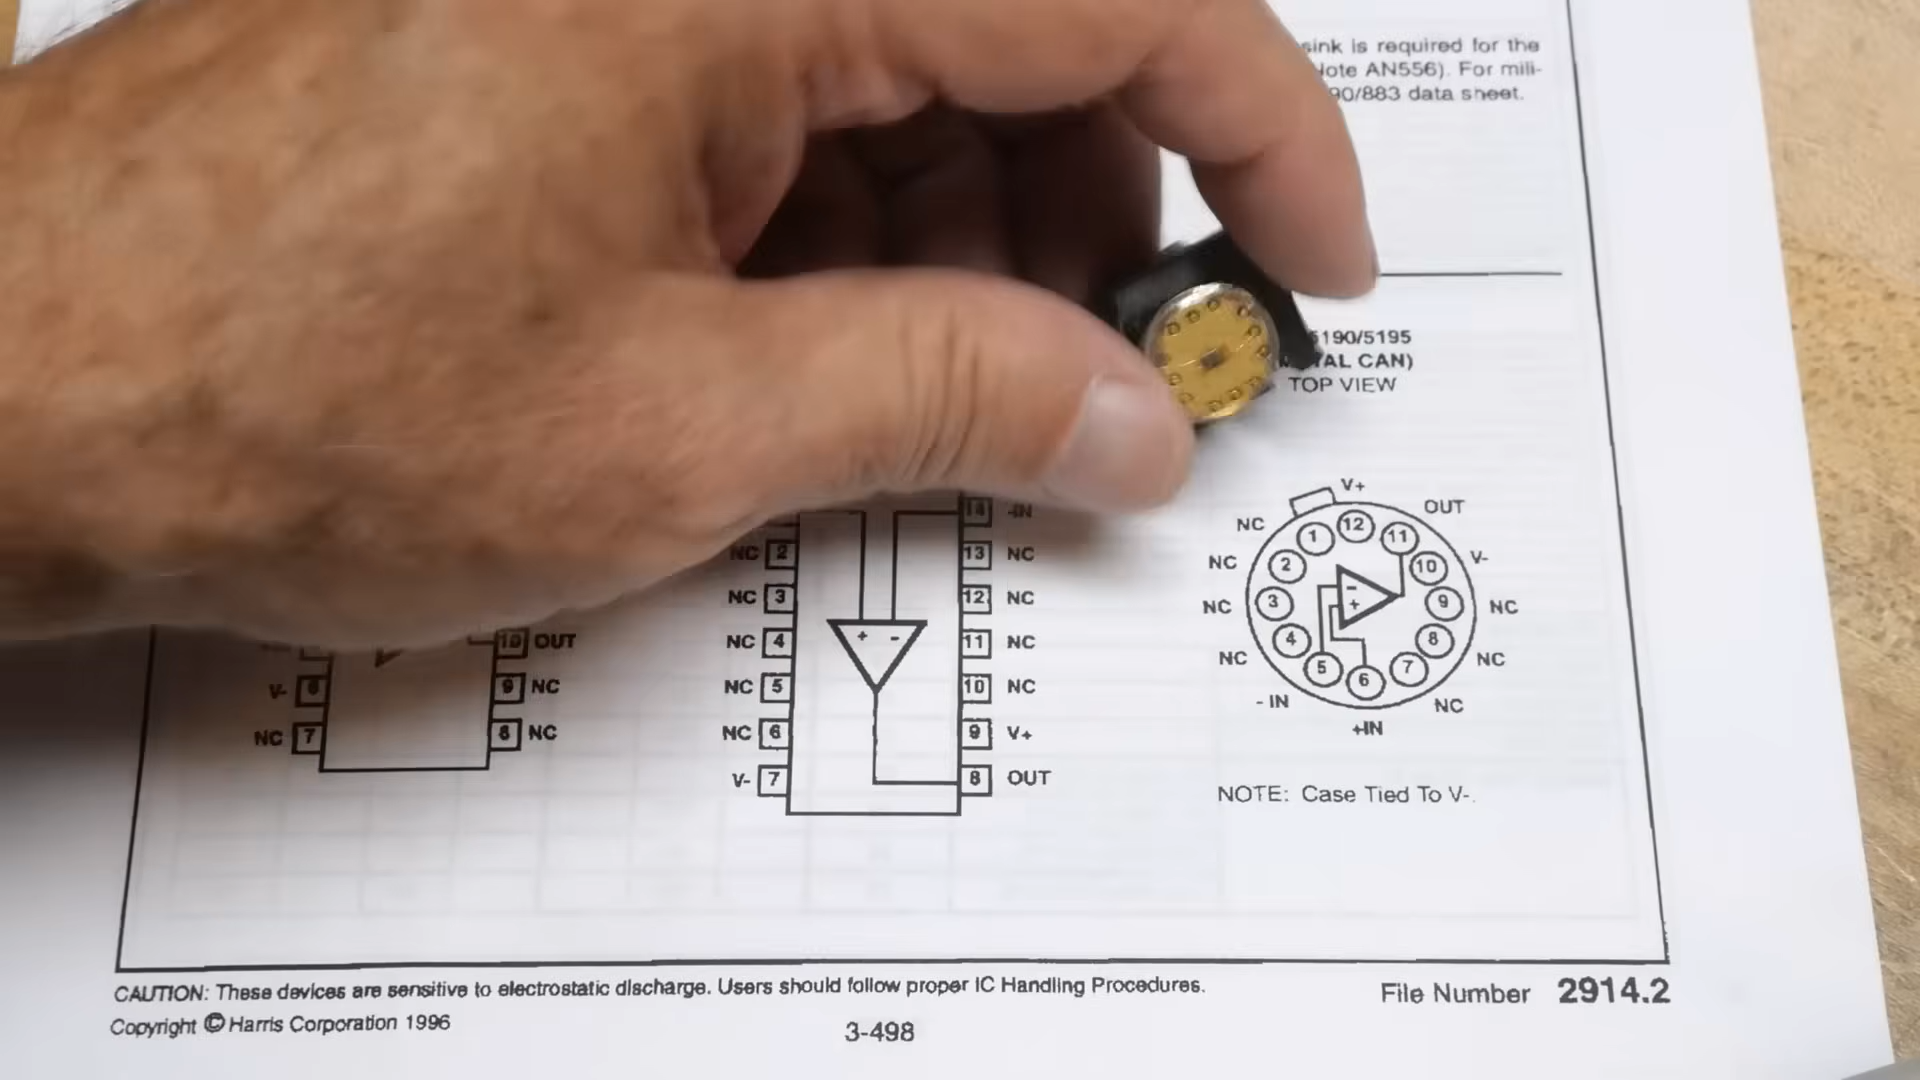 sink is required for the
Note AN556). For mili-
90/883 data sheet.
5190/5195
CAN)
TOP VIEW
V+
OUT
NC
12
1
11
V-
NC
2
10
NC
3
9
NC
4
8
NC
NC
5
6
7
- IN
NC
+IN
- +
NOTE: Case Tied To V-.
14 -IN
NC 2
13 NC
NC 3
12 NC
NC 4
+ -
11 NC
NC 5
10 NC
NC 6
9 V+
V- 7
8 OUT
10 OUT
V- 6
9 NC
NC 7
8 NC
CAUTION: These devices are sensitive to electrostatic discharge. Users should follow proper IC Handling Procedures.
Copyright © Harris Corporation 1996
3-498
File Number 2914.2